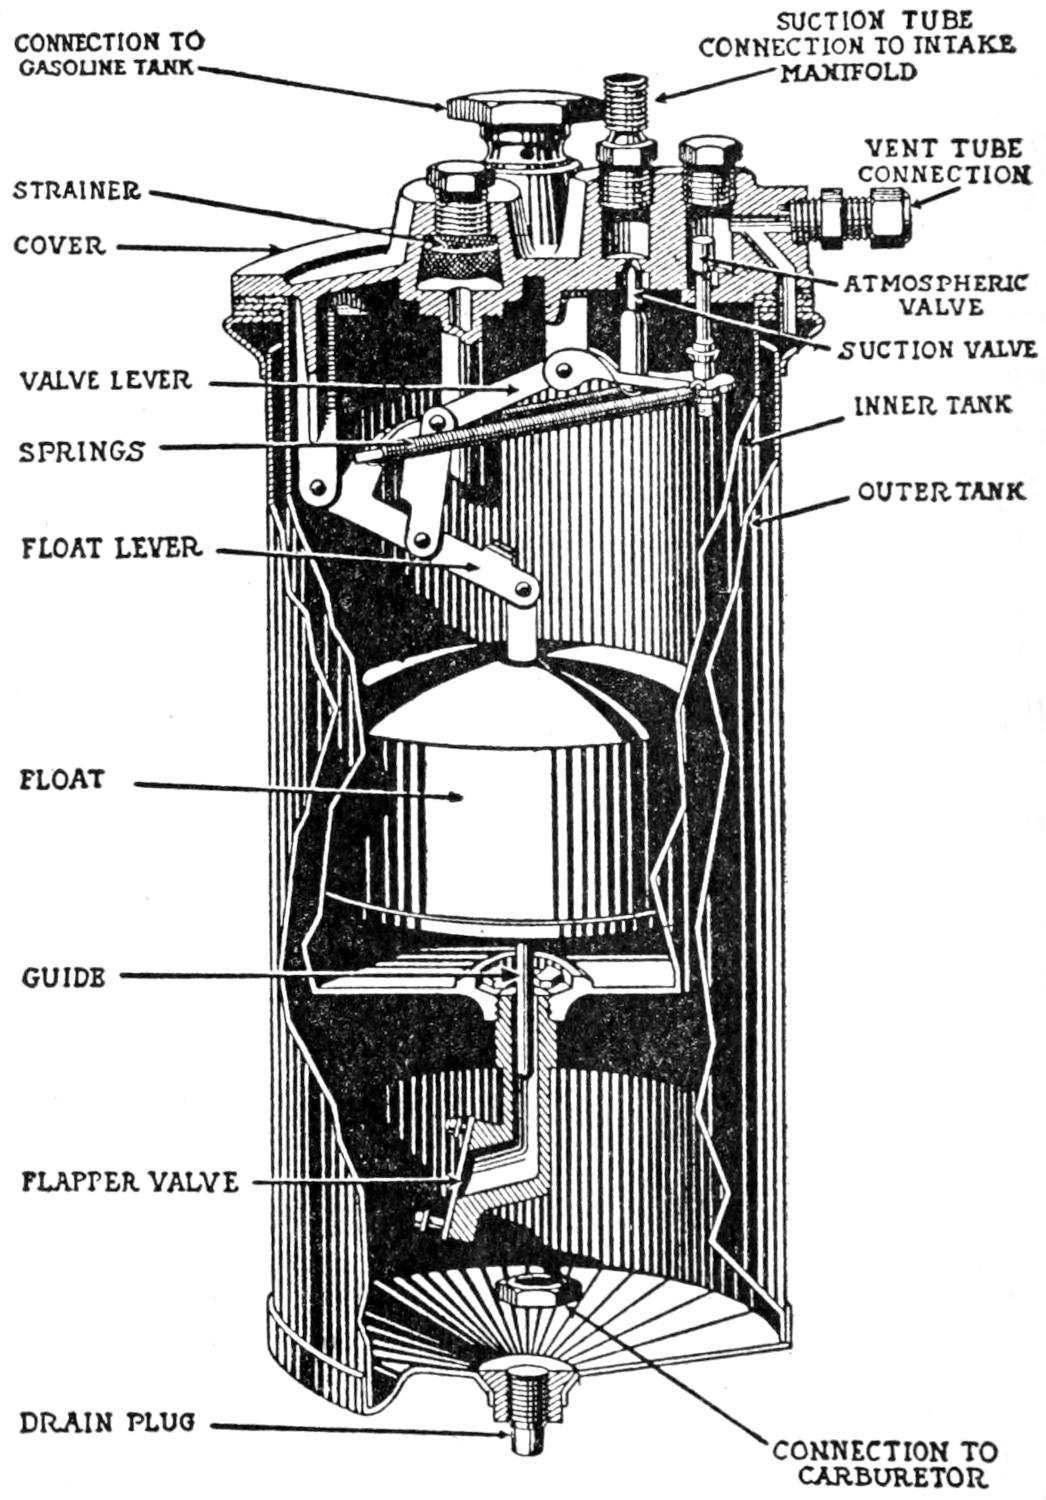 CONNECTION TO
GASOLINE TANK
SUCTION TUBE
CONNECTION TO INTAKE
MANIFOLD
VENT TUBE
CONNECTION
STRAINER
COVER
ATMOSPHERIC
VALVE
SUCTION VALVE
VALVE LEVER
INNER TANK
SPRINGS
OUTER TANK
FLOAT LEVER
FLOAT
GUIDE
FLAPPER VALVE
DRAIN PLUG
CONNECTION TO
CARBURETOR